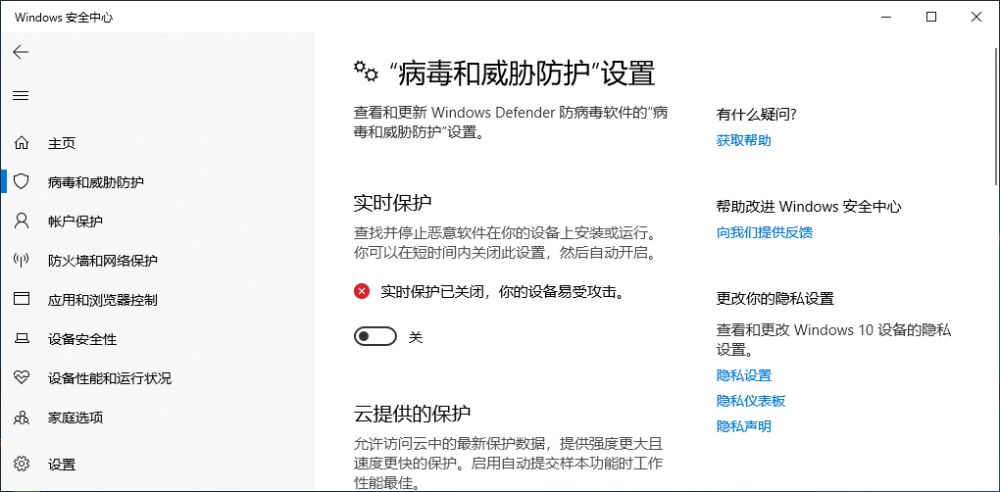 Windows 安全中心
主页
病毒和威胁防护
帐户保护
防火墙和网络保护
应用和浏览器控制
设备安全性
设备性能和运行状况
家庭选项
设置
“病毒和威胁防护”设置
查看和更新 Windows Defender 防病毒软件的“病
毒和威胁防护”设置。
实时保护
查找并停止恶意软件在你的设备上安装或运行。
你可以在短时间内关闭此设置，然后自动开启。
实时保护已关闭，你的设备易受攻击。
关
云提供的保护
允许访问云中的最新保护数据，提供强度更大且
速度更快的保护。启用自动提交样本功能时工作
性能最佳。
有什么疑问?
获取帮助
帮助改进 Windows 安全中心
向我们提供反馈
更改你的隐私设置
查看和更改 Windows 10 设备的隐私
设置。
隐私设置
隐私仪表板
隐私声明